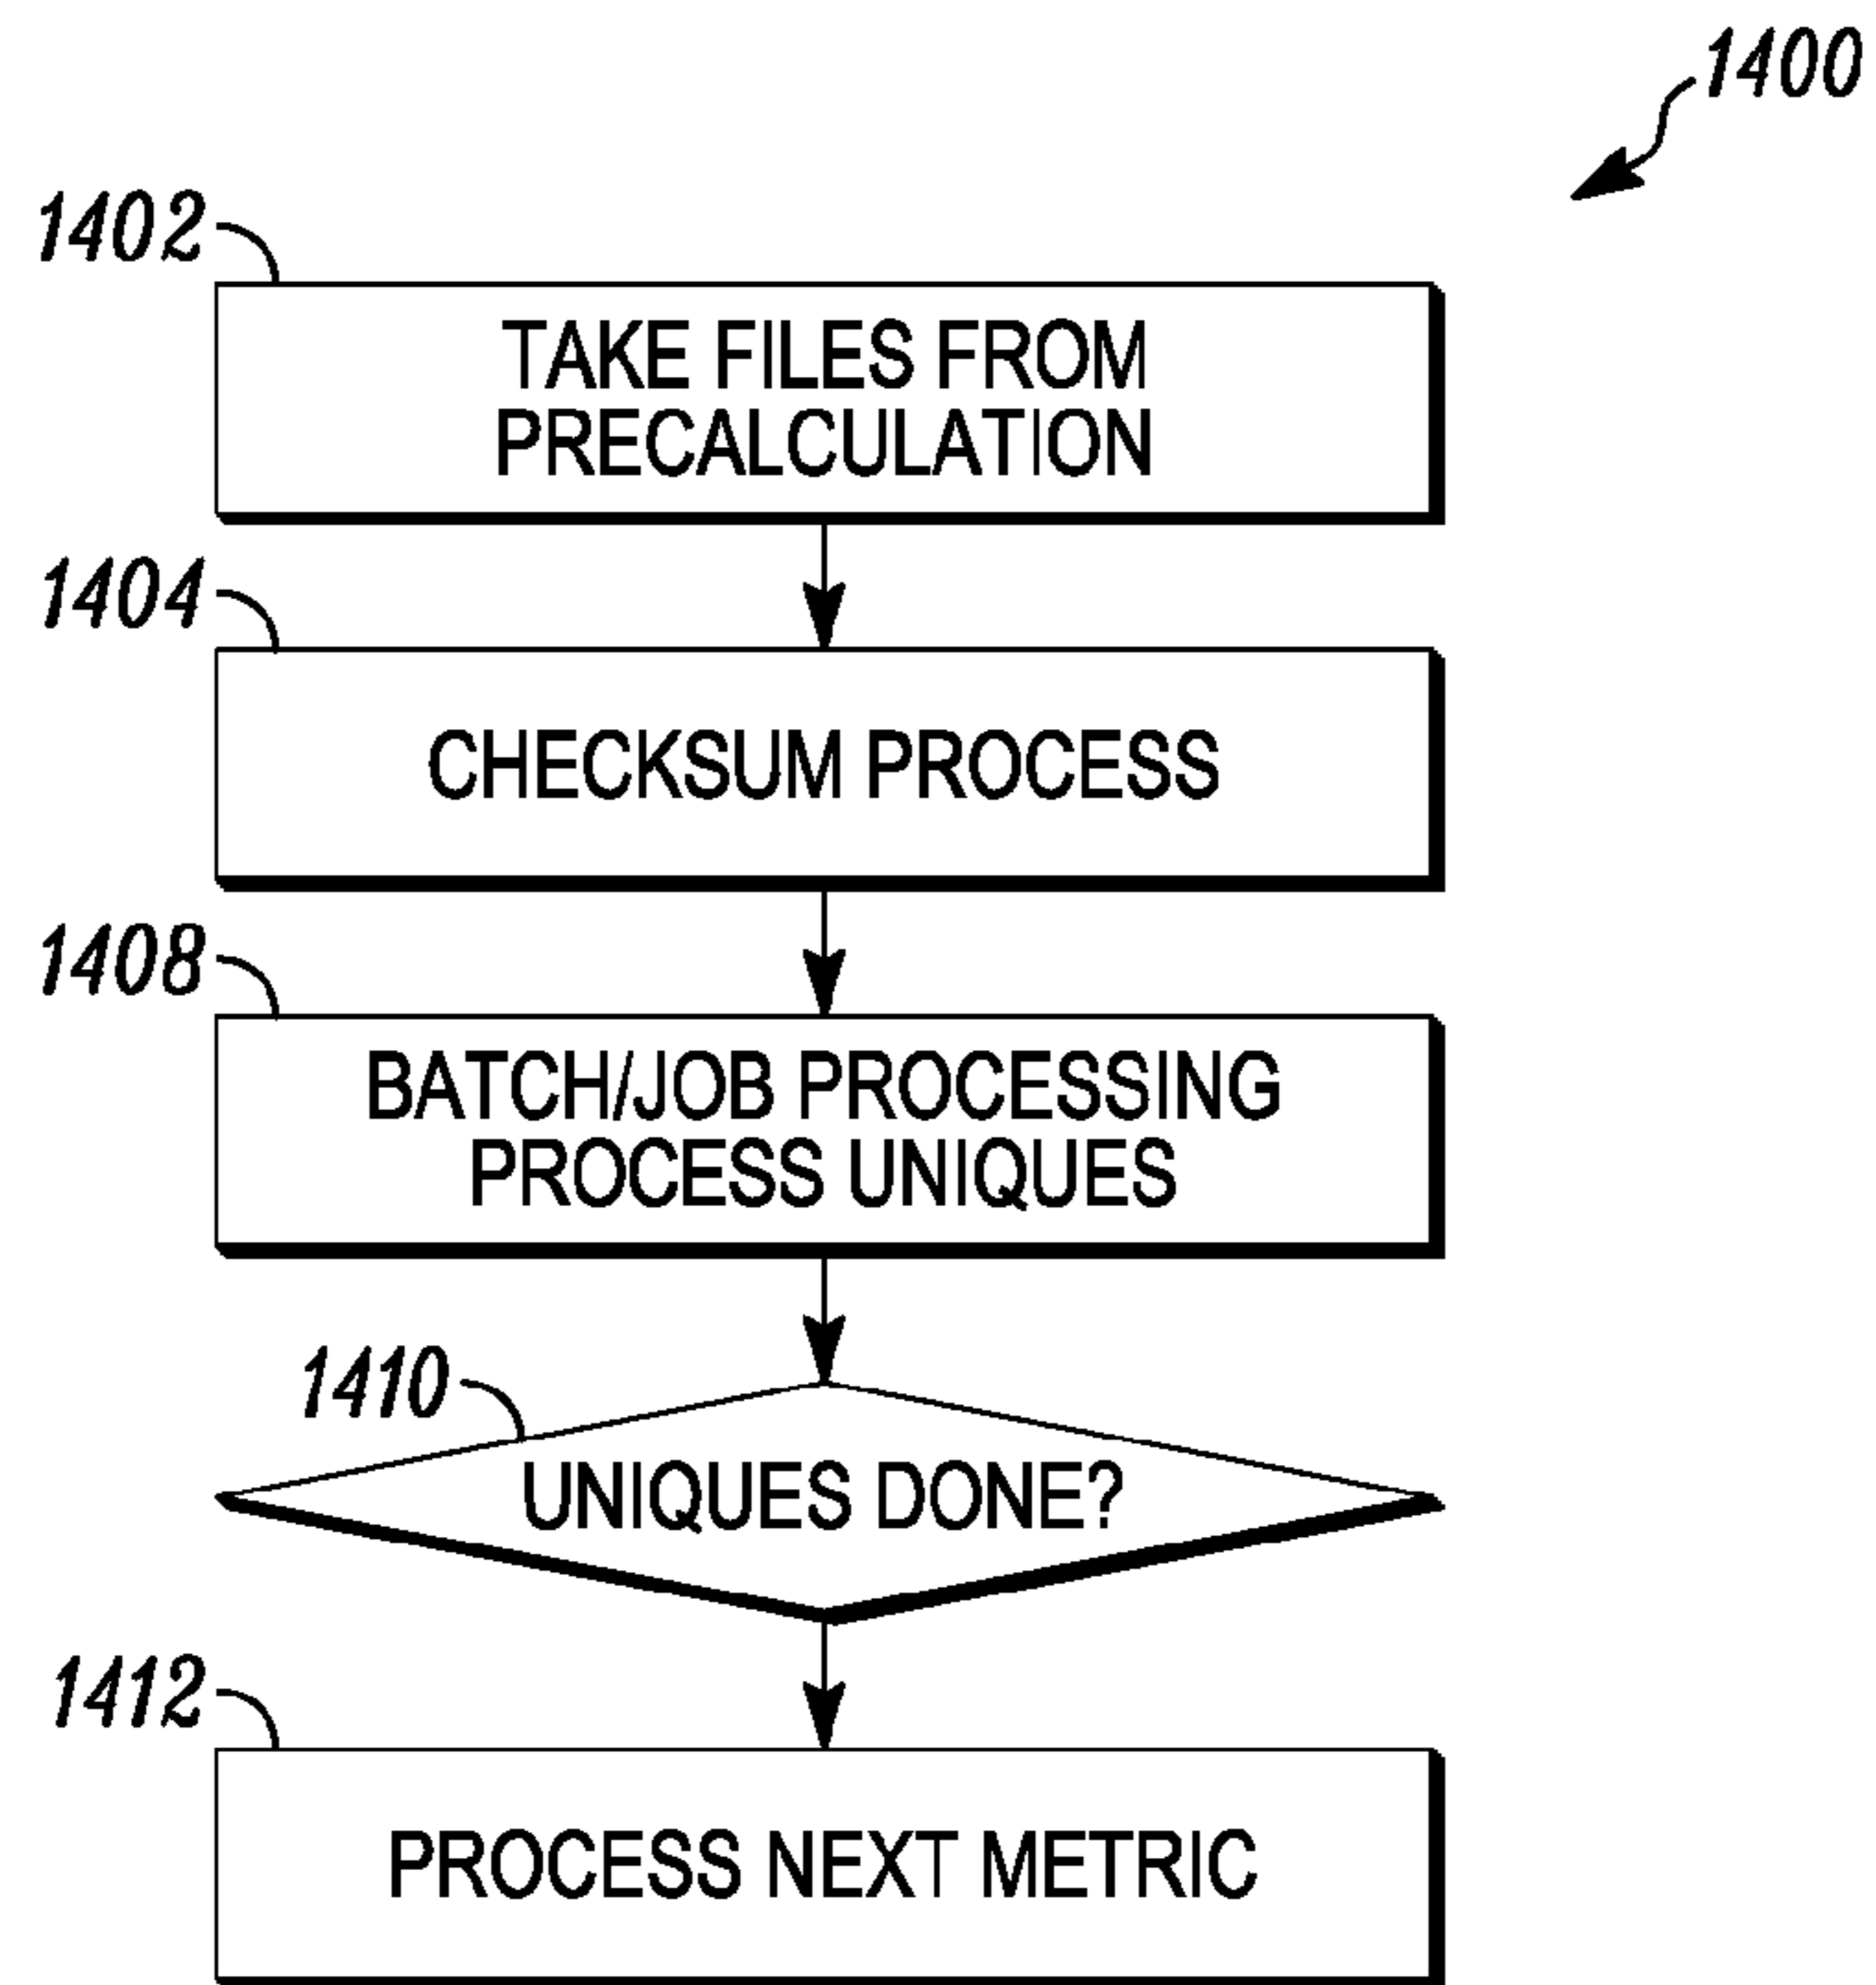 1400
1402
TAKE FILES FROM
PRECALCULATION
1404
CHECKSUM PROCESS
1408
BATCH/JOB PROCESSING
PROCESS UNIQUES
1410
UNIQUES DONE?
1412
PROCESS NEXT METRIC